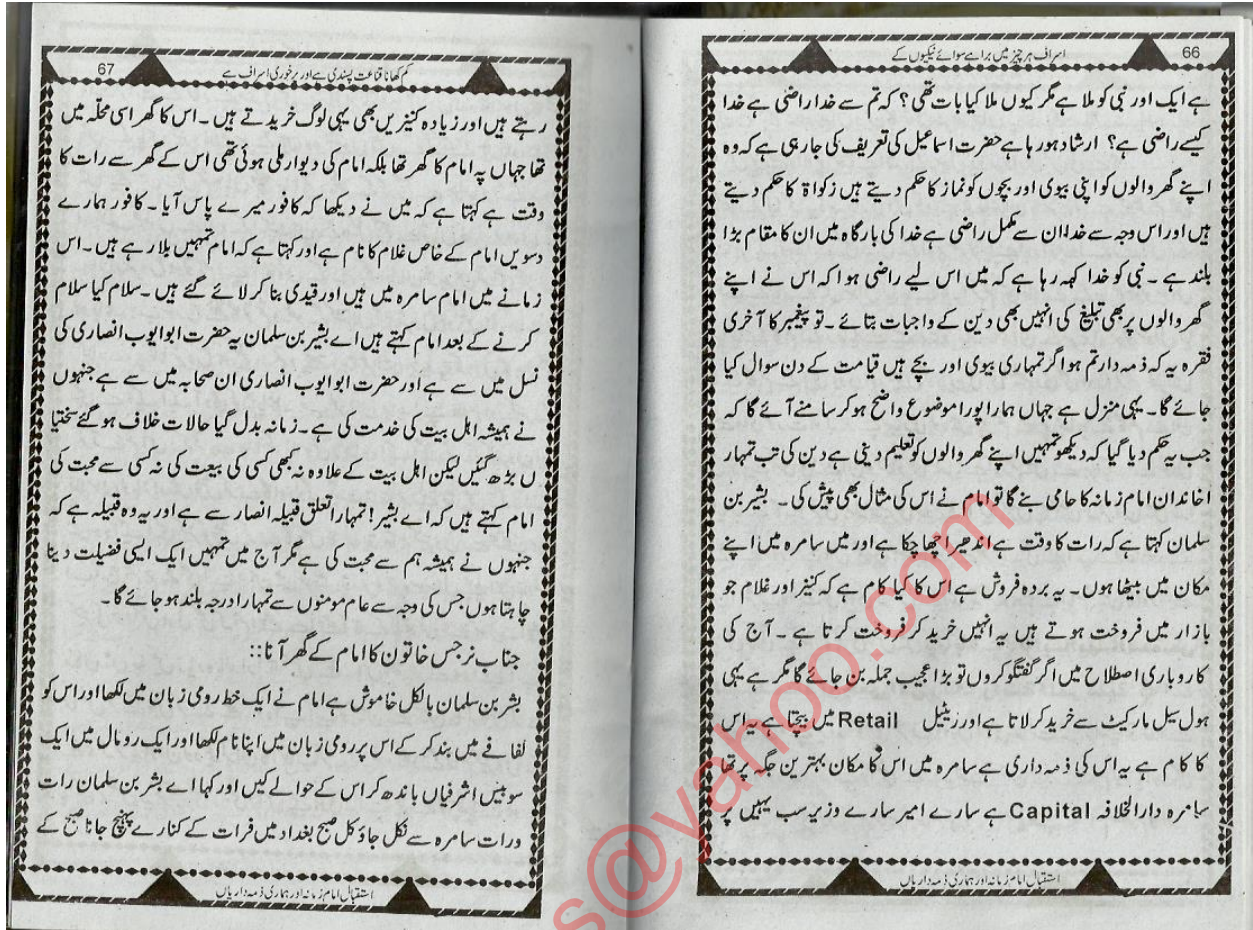 66
اسراف ہر چیز میں برا ہے سوائے نیکیوں کے
ہے ایک اور نبی کو ملا ہے مگر کیوں ملا کیا بات تھی؟ کہ تم سے خدا راضی ہے خدا
کیسے راضی ہے؟ ارشاد ہو رہا ہے حضرت اسماعیل کی تعریف کی جا رہی ہے کہ وہ
اپنے گھر والوں کو اپنی بیوی اور بچوں کو نماز کا حکم دیتے ہیں زکواۃ کا حکم دیتے
ہیں اور اس وجہ سے خدا ان سے مکمل راضی ہے خدا کی بارگاہ میں ان کا مقام بڑا
بلند ہے ۔ نبی کو خدا کہہ رہا ہے کہ میں اس لیے راضی ہوا کہ اس نے اپنے
گھر والوں پر بھی تبلیغ کی انہیں بھی دین کے واجبات بتائے ۔ تو پیغمبر کا آخری
فقرہ یہ کہ ذمہ دار تم ہو اگر تمہاری بیوی اور بچے ہیں قیامت کے دن سوال کیا
جائے گا ۔ یہی منزل ہے جہاں ہمارا پورا موضوع واضح ہو کر سامنے آئے گا کہ
جب یہ حکم دیا گیا کہ دیکھو تمہیں اپنے گھر والوں کو تعلیم دینی ہے دین کی تب تمہار
اخاندان امام زمانہ کا حامی بنے گا تو امام نے اس کی مثال بھی پیش کی ۔ بشیر بن
سلمان کہتا ہے کہ رات کا وقت ہے اندھیرا چھا چکا ہے اور میں سامرہ میں اپنے
مکان میں بیٹھا ہوں ۔ یہ بردہ فروش ہے اس کا کیا کام ہے کہ کنیز اور غلام جو
بازار میں فروخت ہوتے ہیں یہ انہیں خرید کر فروخت کرتا ہے ۔ آج کی
کاروباری اصطلاح میں اگر گفتگو کروں تو بڑا عجیب جملہ بن جائے گا مگر ہے یہی
ہول سیل مارکیٹ سے خرید کر لاتا ہے اور ریٹیل Retail میں بیچتا ہے یہ اس
کا کام ہے یہ اس کی ذمہ داری ہے سامرہ میں اس کا مکان بہترین جگہ پر تھا
سامرہ دارالخلافہ Capital ہے سارے امیر سارے وزیر سب یہیں پر
استقبال امام زمانہ اور ہماری ذمہ داریاں
67
کم کھانا قناعت پسندی ہے اور پرخوری اسراف ہے
رہتے ہیں اور زیادہ کنیزیں بھی یہی لوگ خریدتے ہیں ۔ اس کا گھر اسی محلّہ میں
تھا جہاں پہ امام کا گھر تھا بلکہ امام کی دیوار ملی ہوئی تھی اس کے گھر سے رات کا
وقت ہے کہتا ہے کہ میں نے دیکھا کہ کافور میرے پاس آیا ۔ کافور ہمارے
دسویں امام کے خاص غلام کا نام ہے اور کہتا ہے کہ امام تمہیں بلا رہے ہیں ۔ اس
زمانے میں امام سامرہ میں ہیں اور قیدی بنا کر لائے گئے ہیں ۔ سلام کیا سلام
کرنے کے بعد امام کہتے ہیں اے بشیر بن سلمان یہ حضرت ابو ایوب انصاری کی
نسل میں سے ہے اور حضرت ابو ایوب انصاری ان صحابہ میں سے ہے جنہوں
نے ہمیشہ اہل بیت کی خدمت کی ہے ۔ زمانہ بدل گیا حالات خلاف ہو گئے سختیا
ں بڑھ گئیں لیکن اہل بیت کے علاوہ نہ کبھی کسی کی بیعت کی نہ کسی سے محبت کی
امام کہتے ہیں کہ اے بشیر! تمہارا تعلق قبیلہ انصار سے ہے اور یہ وہ قبیلہ ہے کہ
جنہوں نے ہمیشہ ہم سے محبت کی ہے مگر آج میں تمہیں ایک ایسی فضیلت دینا
چاہتا ہوں جس کی وجہ سے عام مومنوں سے تمہارا درجہ بلند ہو جائے گا ۔
جناب نرجس خاتون کا امام کے گھر آنا::
بشر بن سلمان بالکل خاموش ہے امام نے ایک خط رومی زبان میں لکھا اور اس کو
لفافے میں بند کر کے اس پر رومی زبان میں اپنا نام لکھا اور ایک رومال میں ایک
سو بیس اشرفیاں باندھ کر اس کے حوالے کیں اور کہا اے بشر بن سلمان رات
ورات سامرہ سے نکل جاؤ کل صبح بغداد میں فرات کے کنارے پہنچ جانا صبح کے
استقبال امام زمانہ اور ہماری ذمہ داریاں
s@yahoo.com